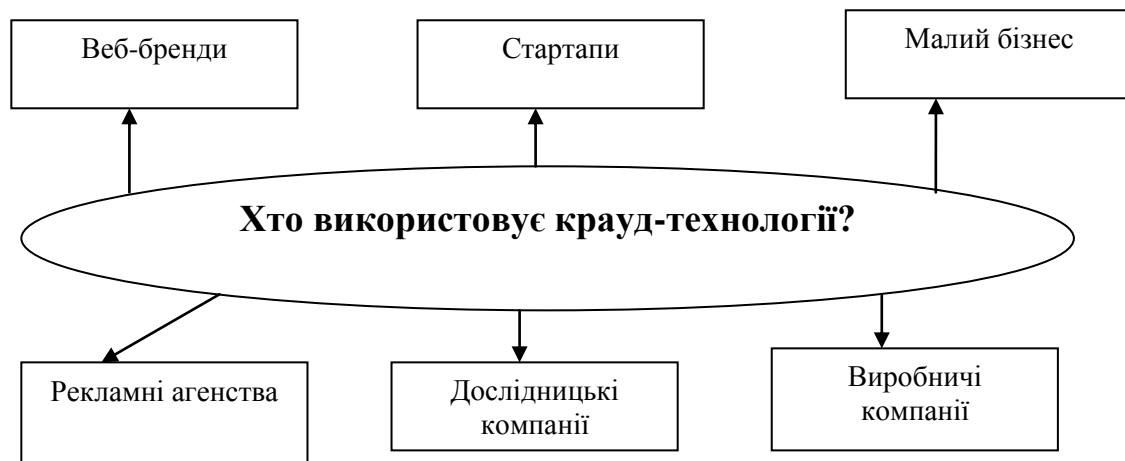 Веб-бренди
Стартапи
Малий бізнес
Хто використовує крауд-технології?
Рекламні агенства
Дослідницькі
компанії
Виробничі
компанії